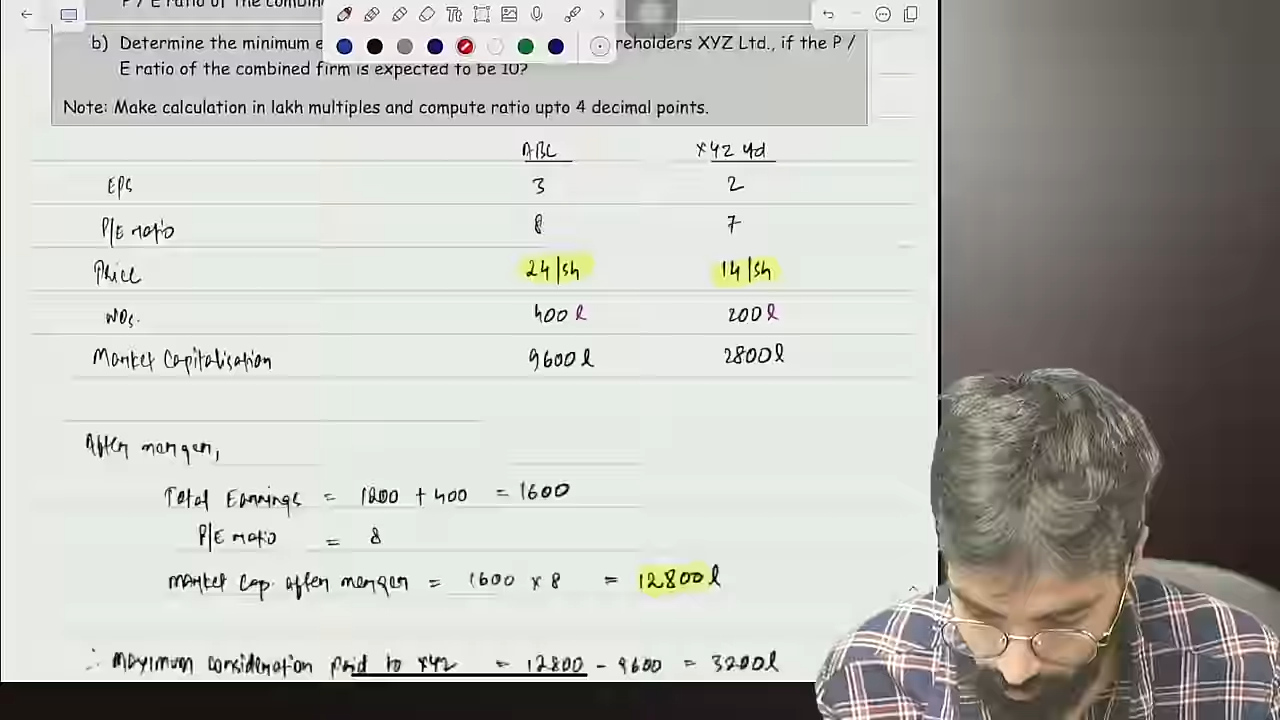 P / E ratio of the combin
b) Determine the minimum e reholders XYZ Ltd., if the P /
E ratio of the combined firm is expected to be 10?
Note: Make calculation in lakh multiples and compute ratio upto 4 decimal points.
ABC XYZ Ltd
EPS 3 2
P/E ratio 8 7
Price 24/sh 14/sh
NOS. 400 l 200 l
Market Capitalisation 9600 l 2800 l
After merger,
Total Earnings = 1200 + 400 = 1600
P/E ratio = 8
Market Cap. after merger = 1600 x 8 = 12800 l
∴ Maximum consideration paid to XYZ = 12800 - 9600 = 3200 l